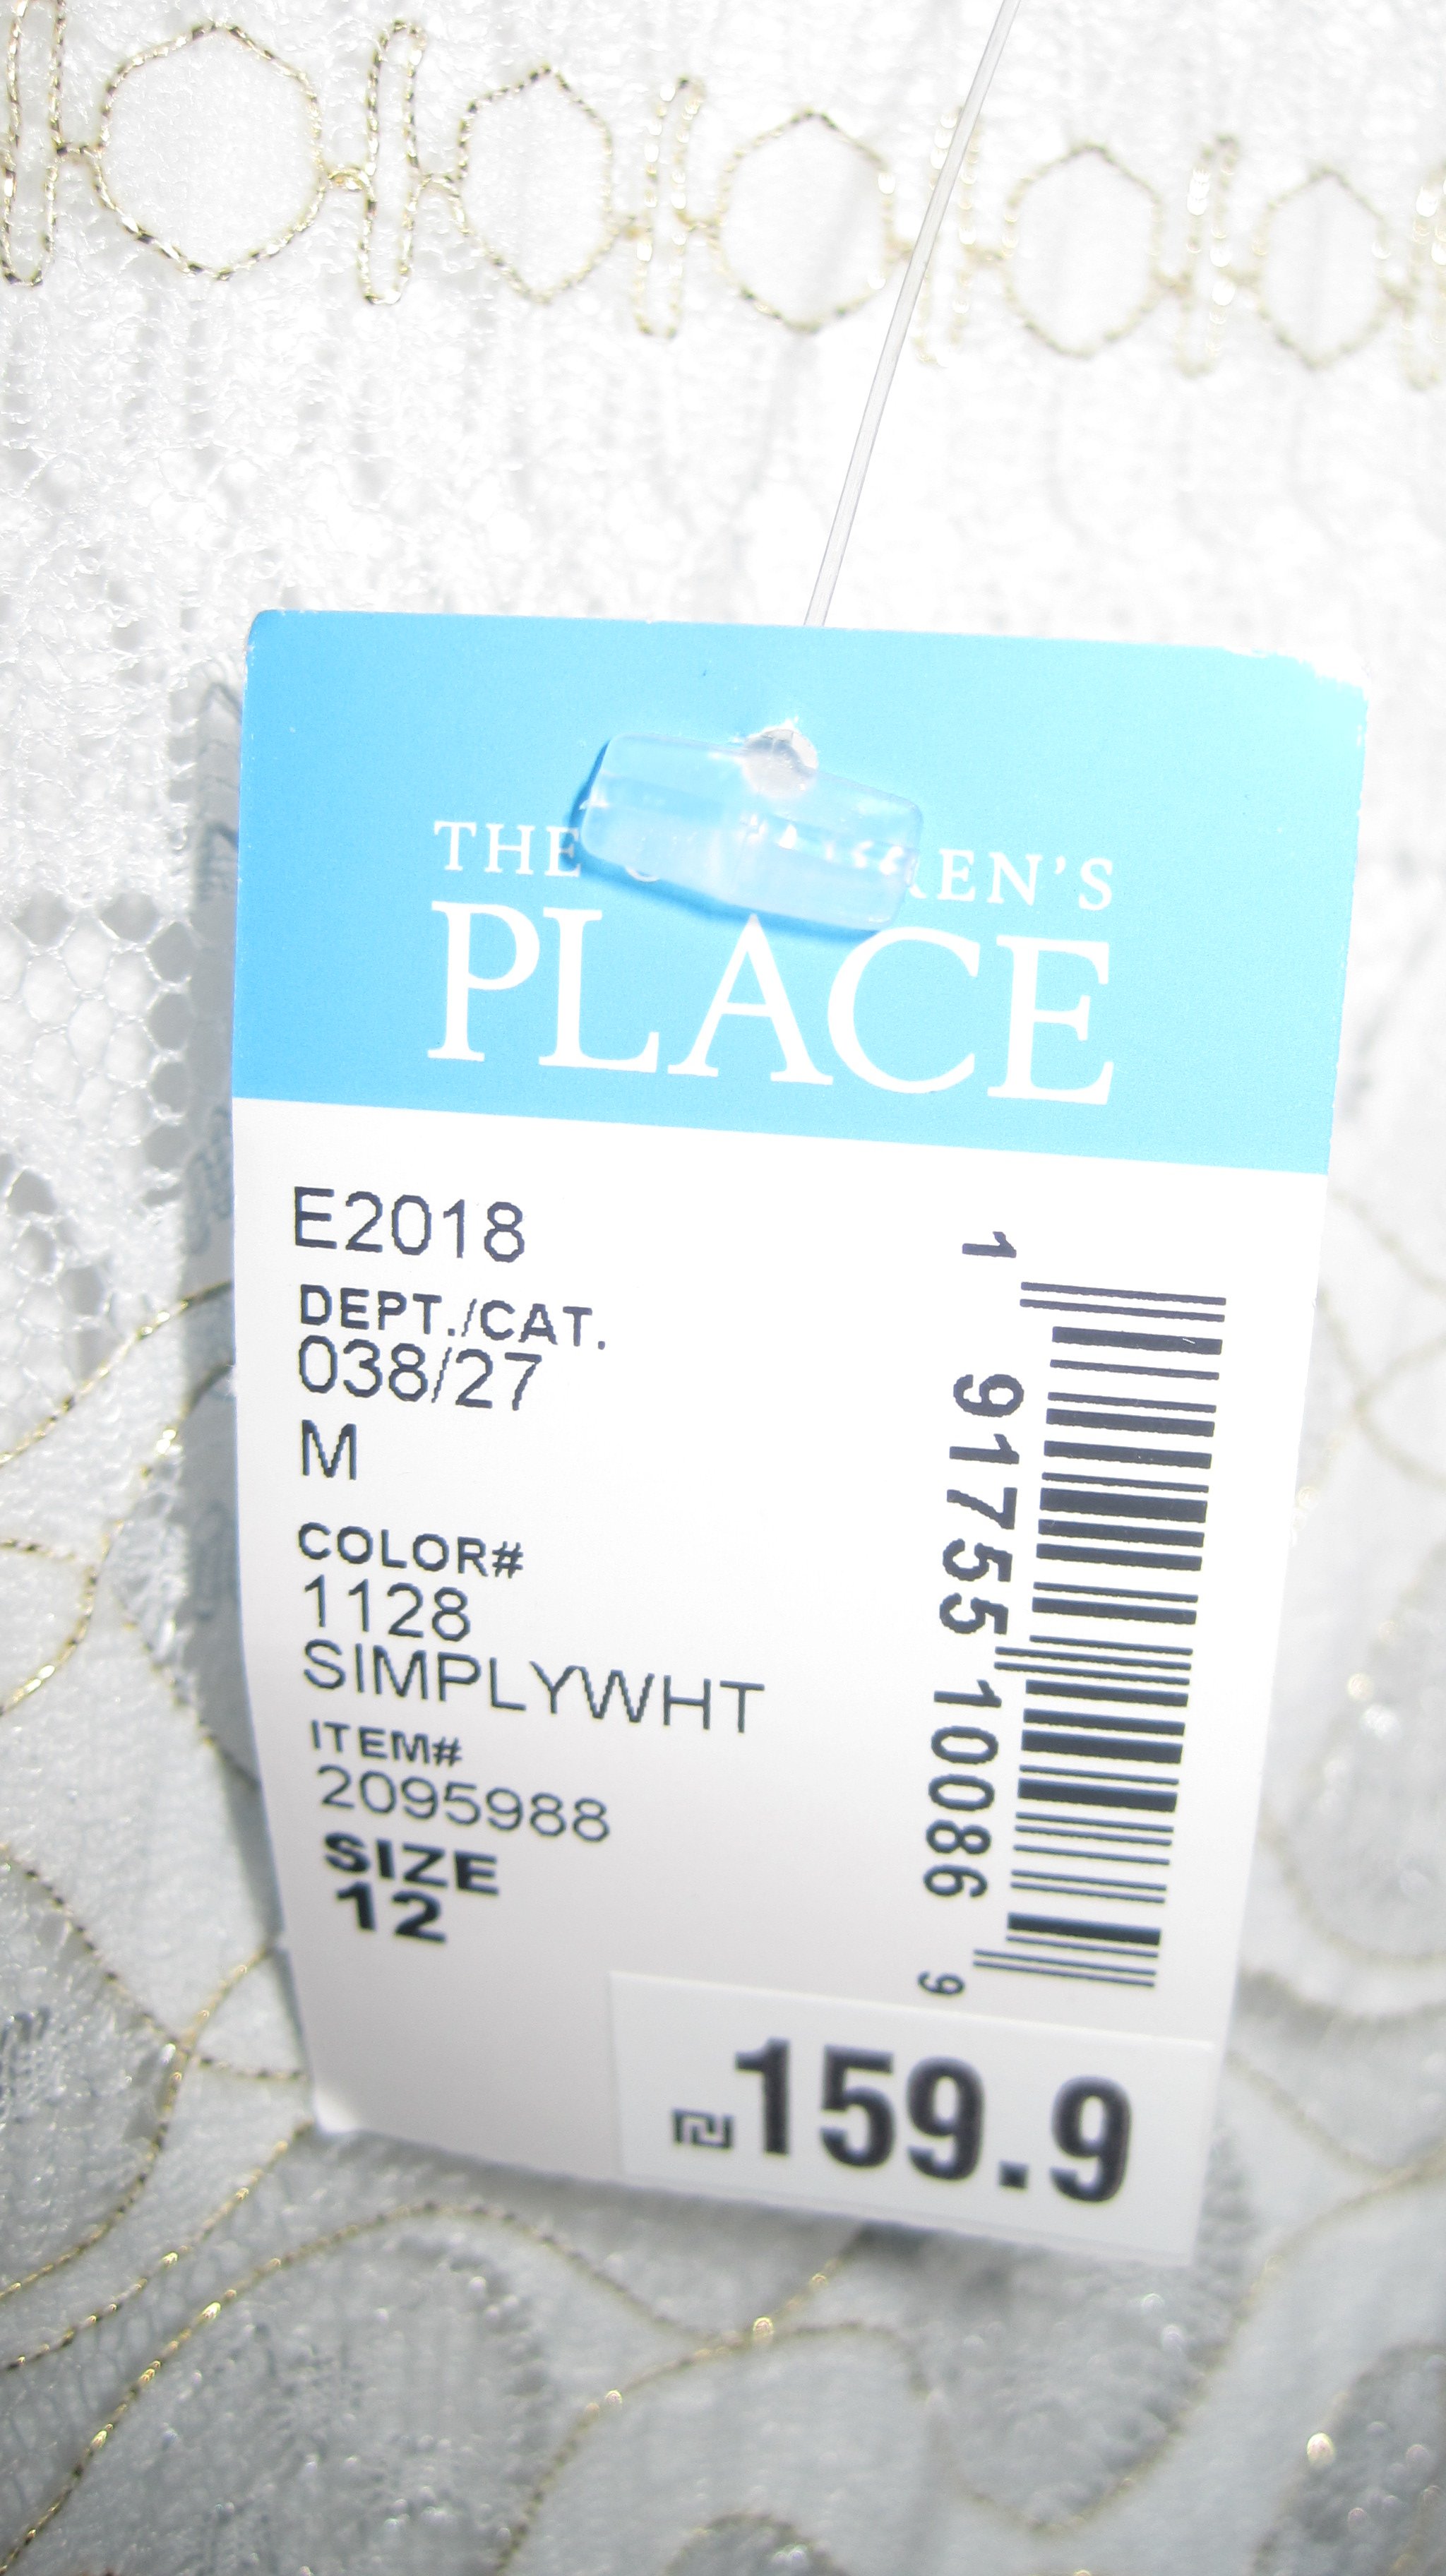 THE CHILDREN'S
PLACE
E2018
DEPT./CAT.
038/27
M
COLOR#
1128
SIMPLYWHT
ITEM#
2095988
SIZE
12
1 91755 10086 9
₪159.9